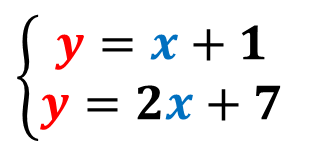 y = x + 1
y = 2x + 7